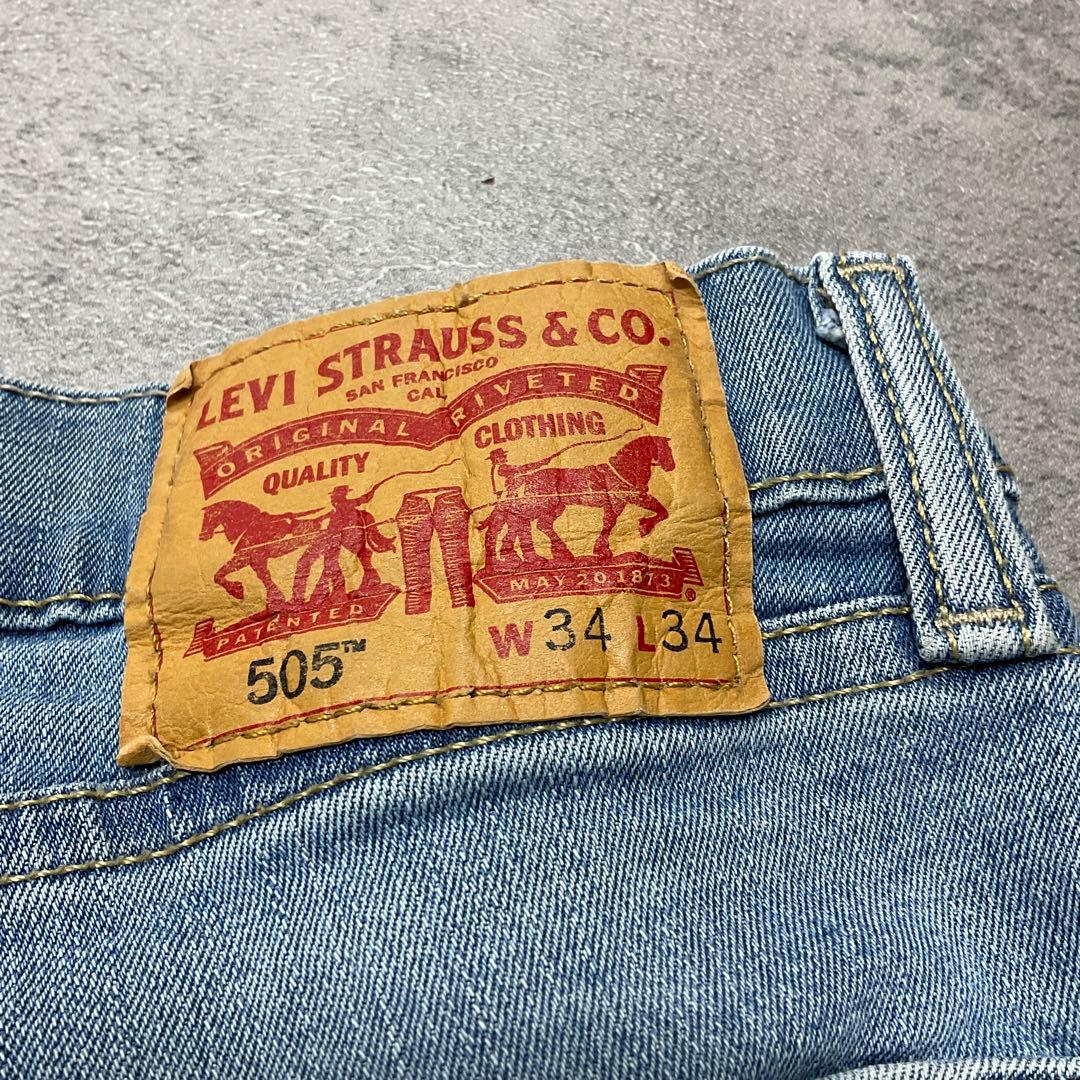 LEVI STRAUSS & CO.
SAN FRANCISCO
CAL
ORIGINAL RIVETED
QUALITY CLOTHING
PATENTED MAY 20.1873 ®
505™ W34 L34